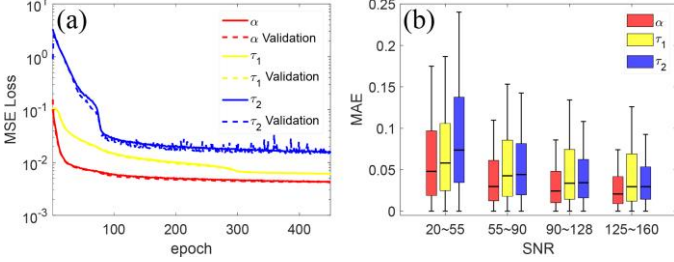 (a)
MSE Loss
10^1
10^0
10^-1
10^-2
10^-3
100
200
300
400
epoch
α
α Validation
τ1
τ1 Validation
τ2
τ2 Validation
(b)
MAE
0.25
0.2
0.15
0.1
0.05
0
20~55
55~90
90~128
125~160
SNR
α
τ1
τ2